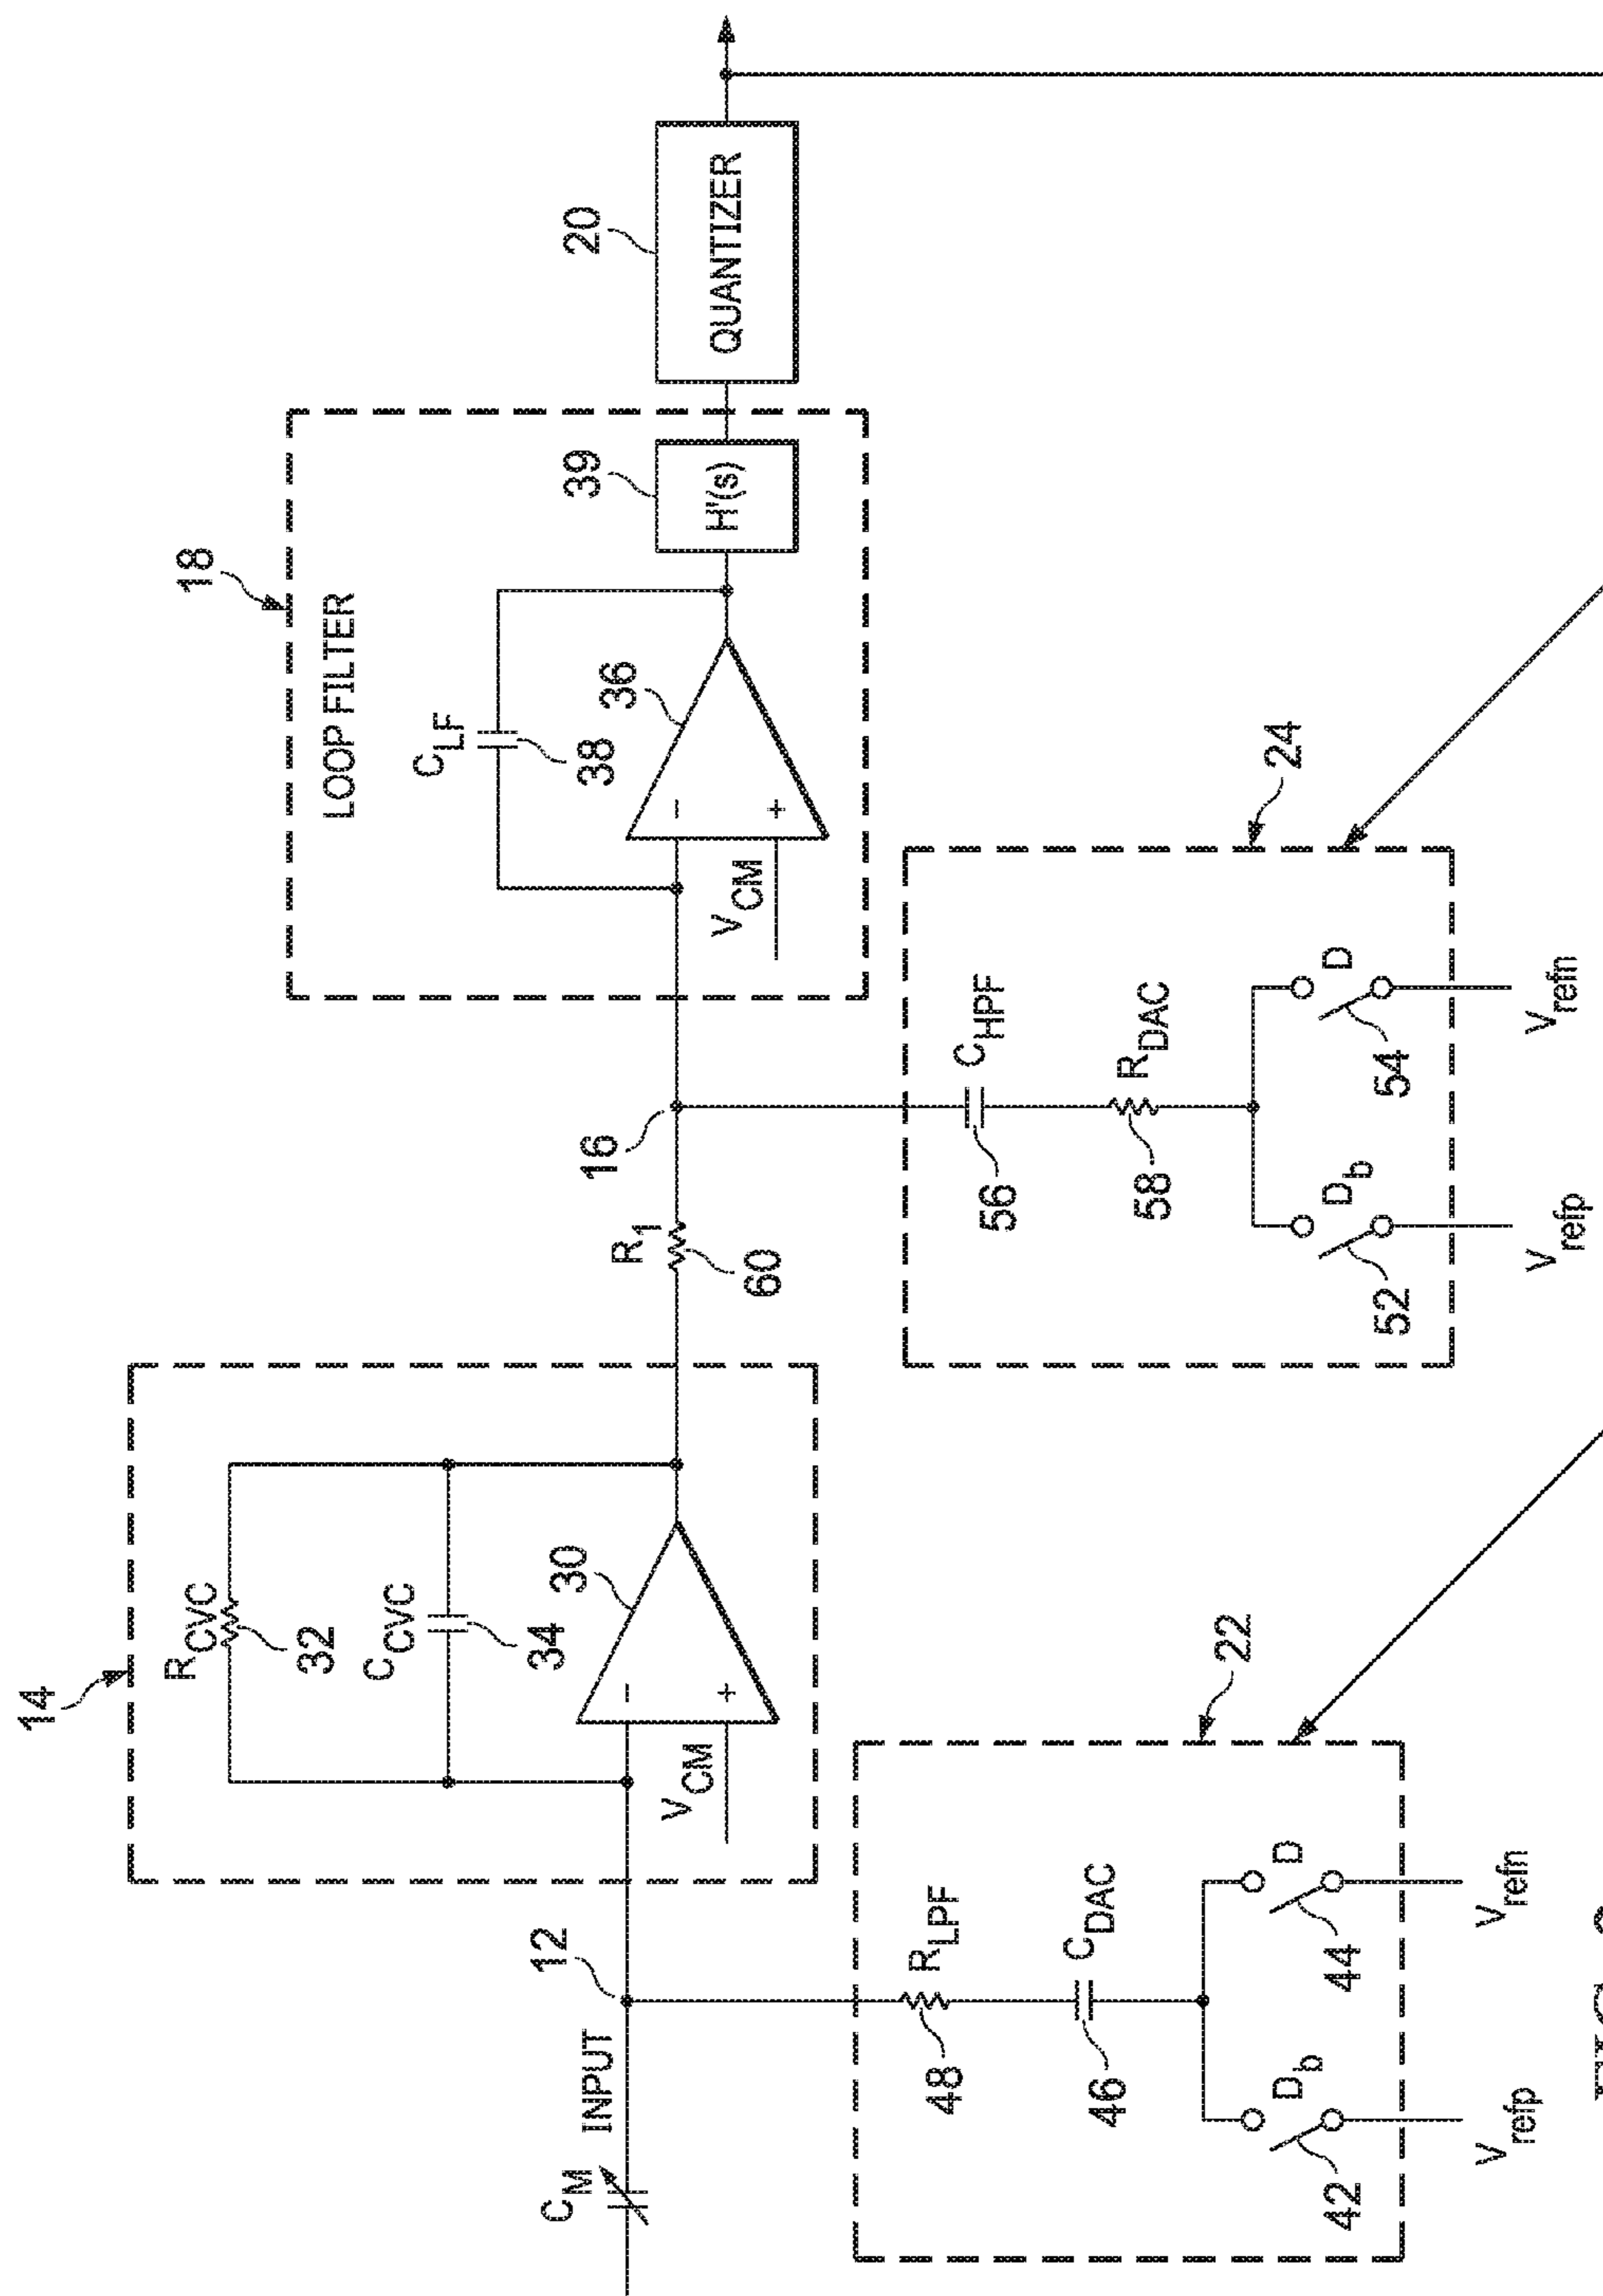 14
R_CVC
32
C_CVC
34
30
V_CM
C_M
INPUT
12
R_LPF
48
C_DAC
46
D_b
D
42
44
V_refp
V_refn
22
R_1
60
16
C_HPF
56
R_DAC
58
D_b
D
52
54
V_refp
V_refn
24
18
LOOP FILTER
C_LF
38
36
V_CM
39
H'(s)
20
QUANTIZER